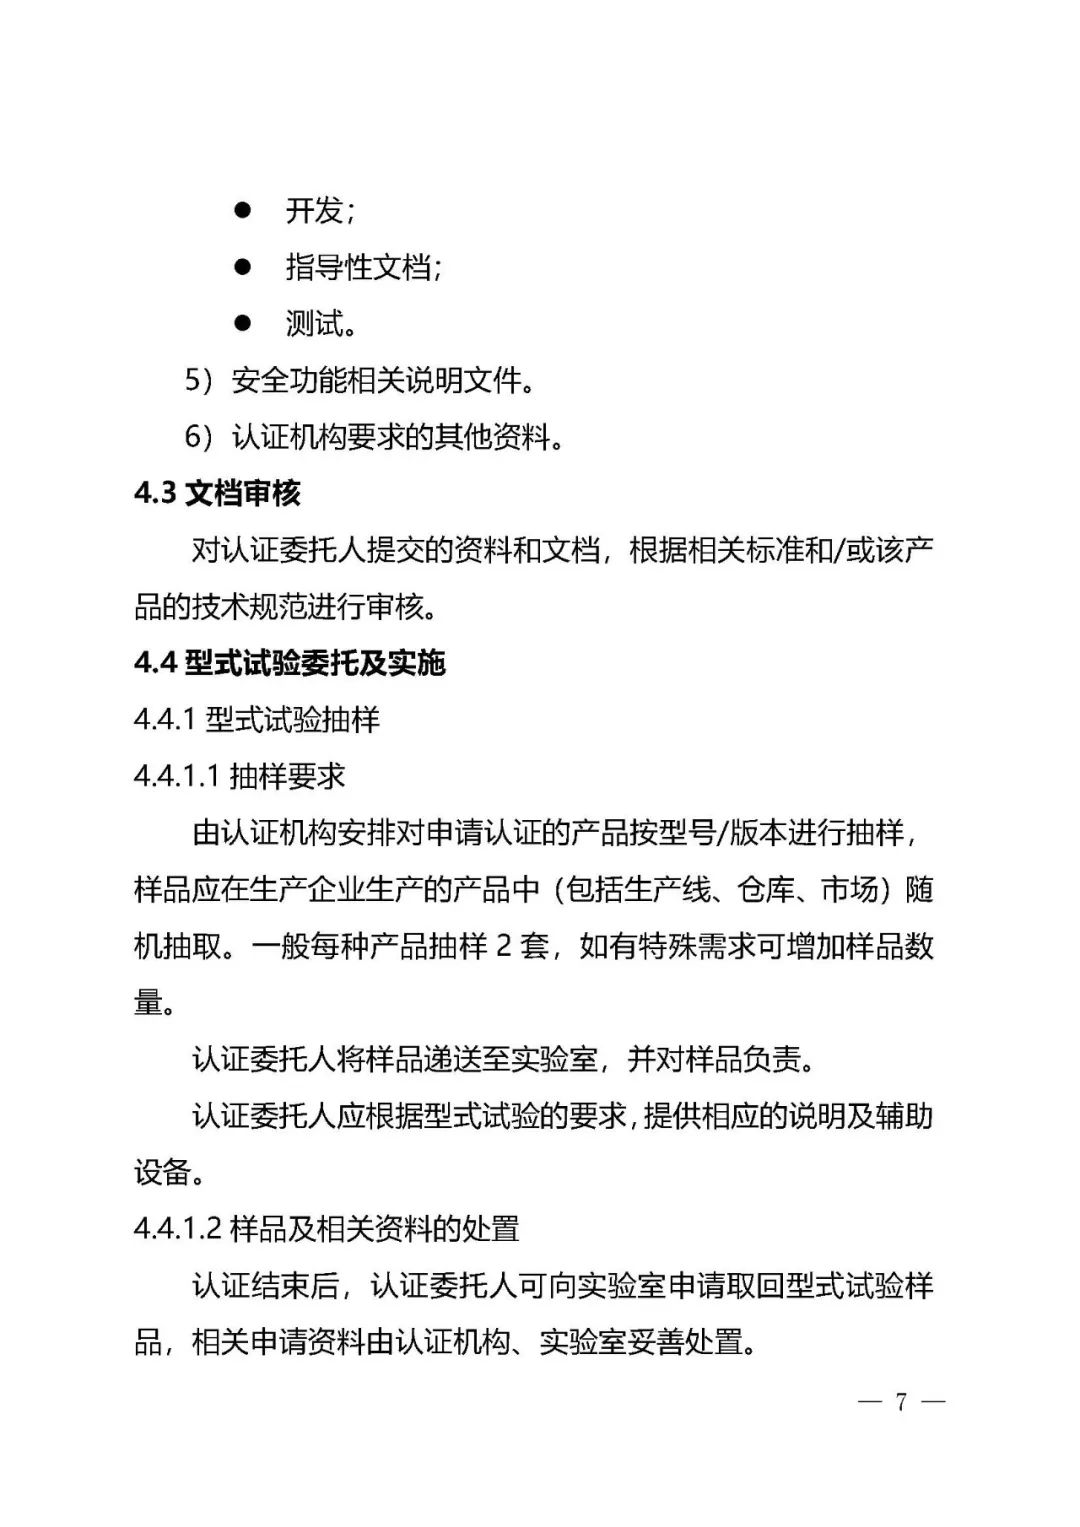 ● 开发；
● 指导性文档；
● 测试。
5）安全功能相关说明文件。
6）认证机构要求的其他资料。
4.3 文档审核
对认证委托人提交的资料和文档，根据相关标准和/或该产
品的技术规范进行审核。
4.4 型式试验委托及实施
4.4.1 型式试验抽样
4.4.1.1 抽样要求
由认证机构安排对申请认证的产品按型号/版本进行抽样，
样品应在生产企业生产的产品中（包括生产线、仓库、市场）随
机抽取。一般每种产品抽样 2 套，如有特殊需求可增加样品数
量。
认证委托人将样品递送至实验室，并对样品负责。
认证委托人应根据型式试验的要求，提供相应的说明及辅助
设备。
4.4.1.2 样品及相关资料的处置
认证结束后，认证委托人可向实验室申请取回型式试验样
品，相关申请资料由认证机构、实验室妥善处置。
— 7 —